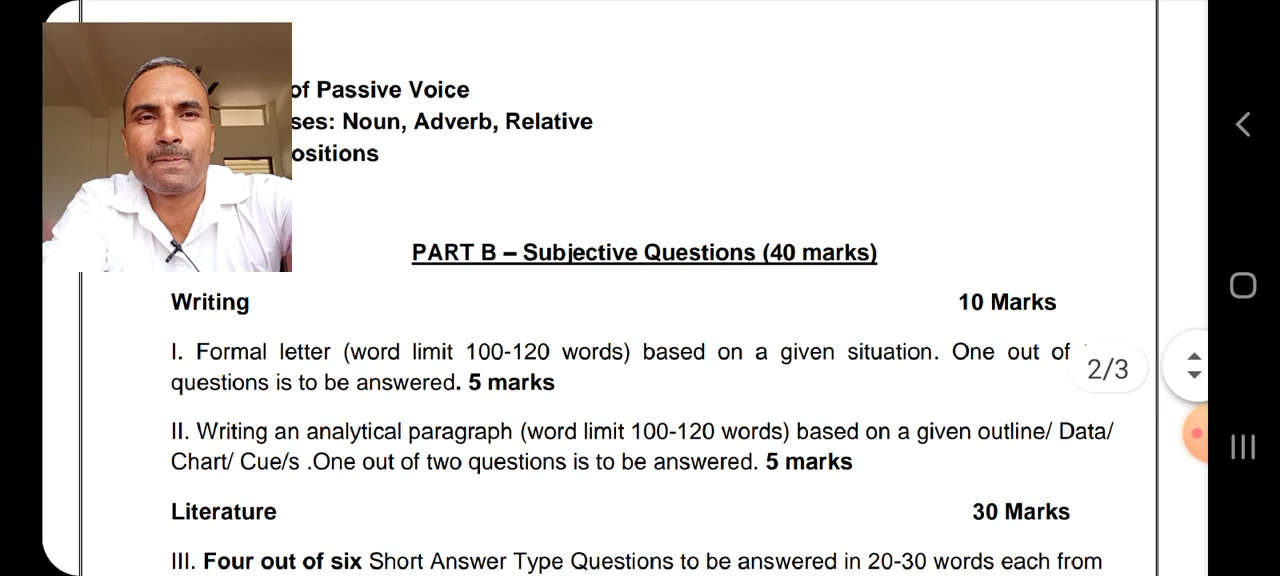 of Passive Voice
ses: Noun, Adverb, Relative
ositions
PART B – Subjective Questions (40 marks)
Writing 10 Marks
I. Formal letter (word limit 100-120 words) based on a given situation. One out of
questions is to be answered. 5 marks
2/3
II. Writing an analytical paragraph (word limit 100-120 words) based on a given outline/ Data/
Chart/ Cue/s .One out of two questions is to be answered. 5 marks
Literature 30 Marks
III. Four out of six Short Answer Type Questions to be answered in 20-30 words each from